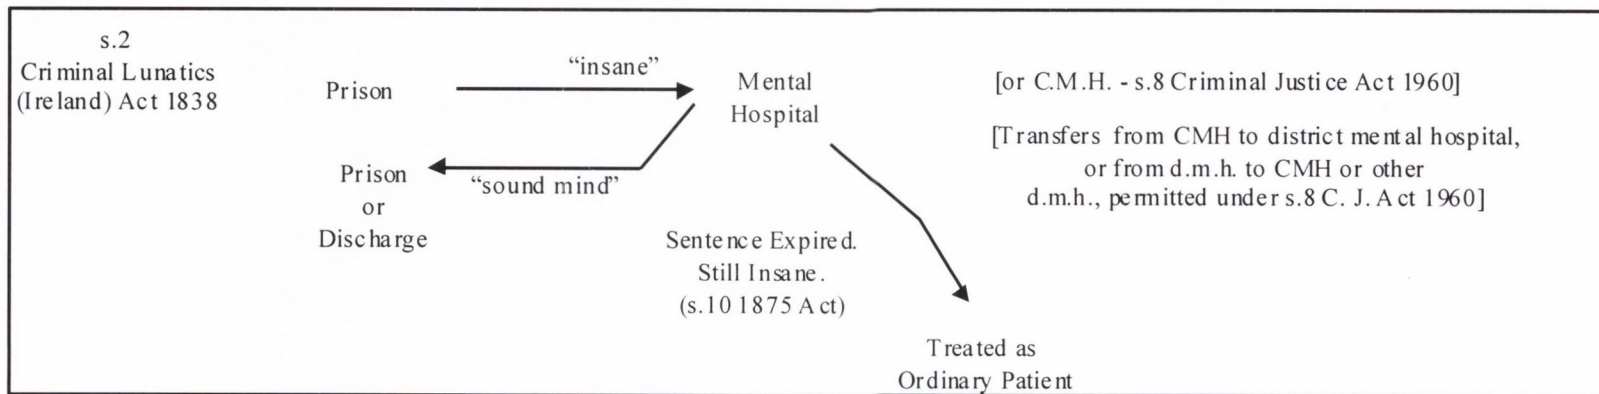 s.2
Criminal Lunatics
(Ireland) Act 1838
Prison
“insane”
Mental
Hospital
[or C.M.H. - s.8 Criminal Justice Act 1960]
[Transfers from CMH to district mental hospital,
or from d.m.h. to CMH or other
d.m.h., permitted under s.8 C. J. Act 1960]
Prison
or
Discharge
“sound mind”
Sentence Expired.
Still Insane.
(s.10 1875 Act)
Treated as
Ordinary Patient